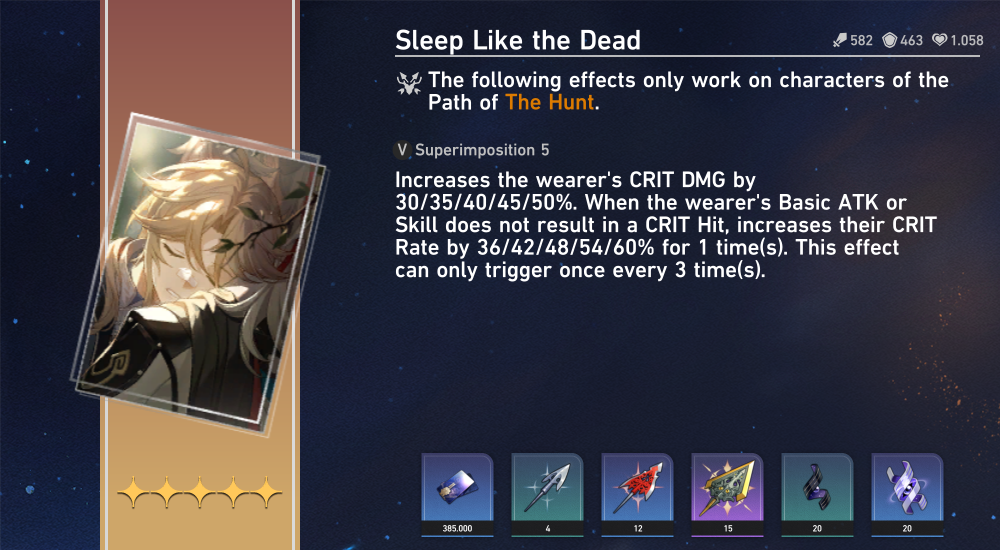 Sleep Like the Dead
582 463 1.058
The following effects only work on characters of the
Path of The Hunt.
V Superimposition 5
Increases the wearer's CRIT DMG by
30/35/40/45/50%. When the wearer's Basic ATK or
Skill does not result in a CRIT Hit, increases their CRIT
Rate by 36/42/48/54/60% for 1 time(s). This effect
can only trigger once every 3 time(s).
385.000 4 12 15 20 20